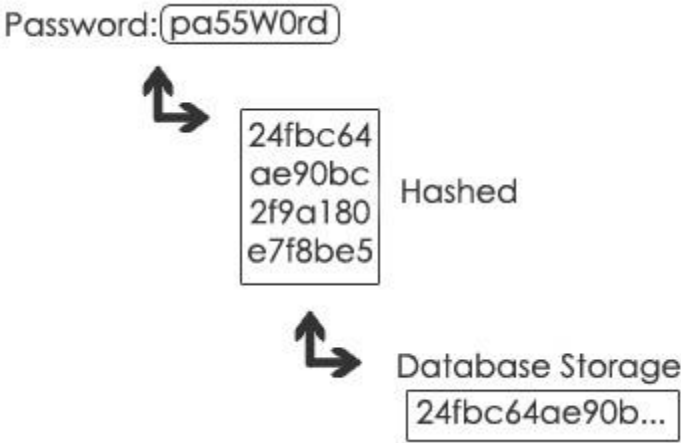 Password: pa55W0rd
24fbc64
ae90bc
2f9a180
e7f8be5
Hashed
Database Storage
24fbc64ae90b...